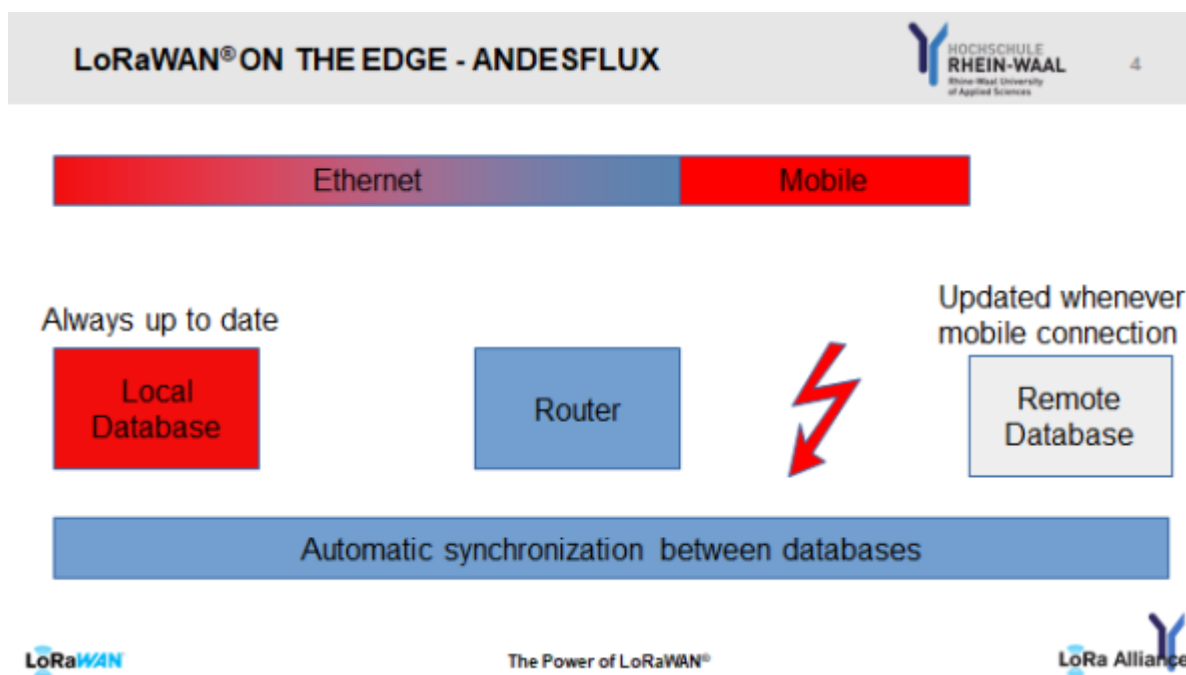 LoRaWAN® ON THE EDGE - ANDESFLUX
HOCHSCHULE
RHEIN-WAAL
Rhine-Waal University
of Applied Sciences
4
Ethernet
Mobile
Always up to date
Updated whenever
mobile connection
Local
Database
Router
Remote
Database
Automatic synchronization between databases
LoRaWAN
The Power of LoRaWAN®
LoRa Alliance